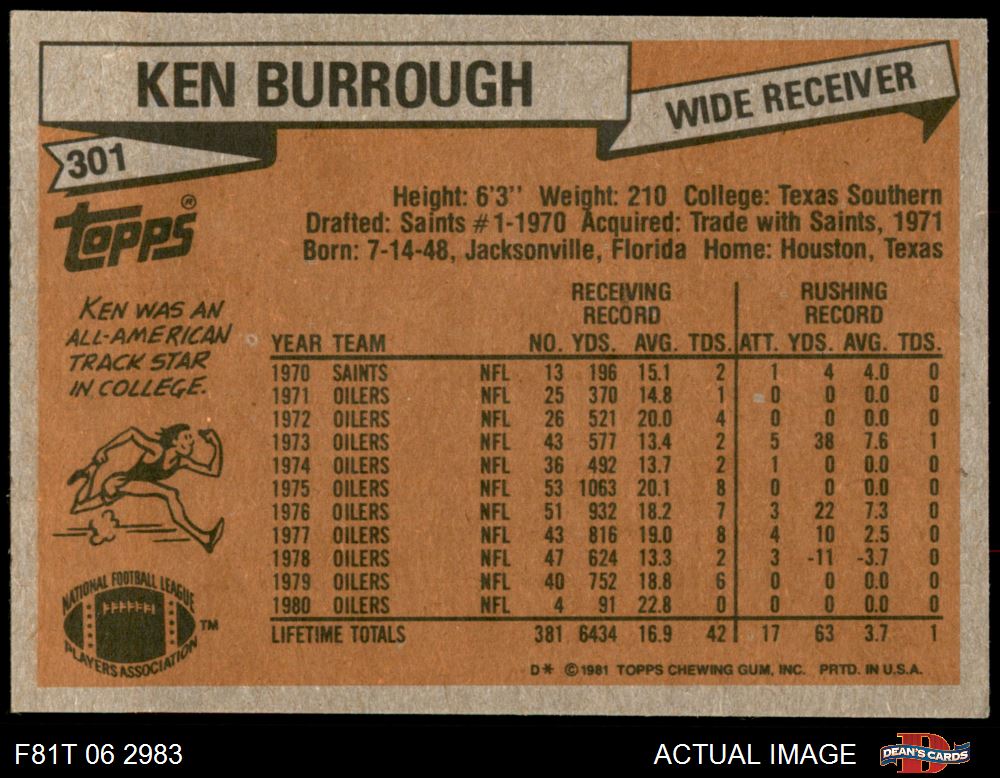 KEN BURROUGH
WIDE RECEIVER
301
Topps®
Height: 6'3'' Weight: 210 College: Texas Southern
Drafted: Saints #1-1970 Acquired: Trade with Saints, 1971
Born: 7-14-48, Jacksonville, Florida Home: Houston, Texas
KEN WAS AN
ALL-AMERICAN
TRACK STAR
IN COLLEGE.
RECEIVING RUSHING
RECORD RECORD
YEAR TEAM NO. YDS. AVG. TDS. ATT. YDS. AVG. TDS.
1970 SAINTS NFL 13 196 15.1 2 1 4 4.0 0
1971 OILERS NFL 25 370 14.8 1 0 0 0.0 0
1972 OILERS NFL 26 521 20.0 4 0 0 0.0 0
1973 OILERS NFL 43 577 13.4 2 5 38 7.6 1
1974 OILERS NFL 36 492 13.7 2 1 0 0.0 0
1975 OILERS NFL 53 1063 20.1 8 0 0 0.0 0
1976 OILERS NFL 51 932 18.2 7 3 22 7.3 0
1977 OILERS NFL 43 816 19.0 8 4 10 2.5 0
1978 OILERS NFL 47 624 13.3 2 3 -11 -3.7 0
1979 OILERS NFL 40 752 18.8 6 0 0 0.0 0
1980 OILERS NFL 4 91 22.8 0 0 0 0.0 0
LIFETIME TOTALS 381 6434 16.9 42 17 63 3.7 1
NATIONAL FOOTBALL LEAGUE
PLAYERS ASSOCIATION
TM
D* ©1981 TOPPS CHEWING GUM, INC. PRTD. IN U.S.A.
F81T 06 2983
ACTUAL IMAGE
DEAN'S CARDS